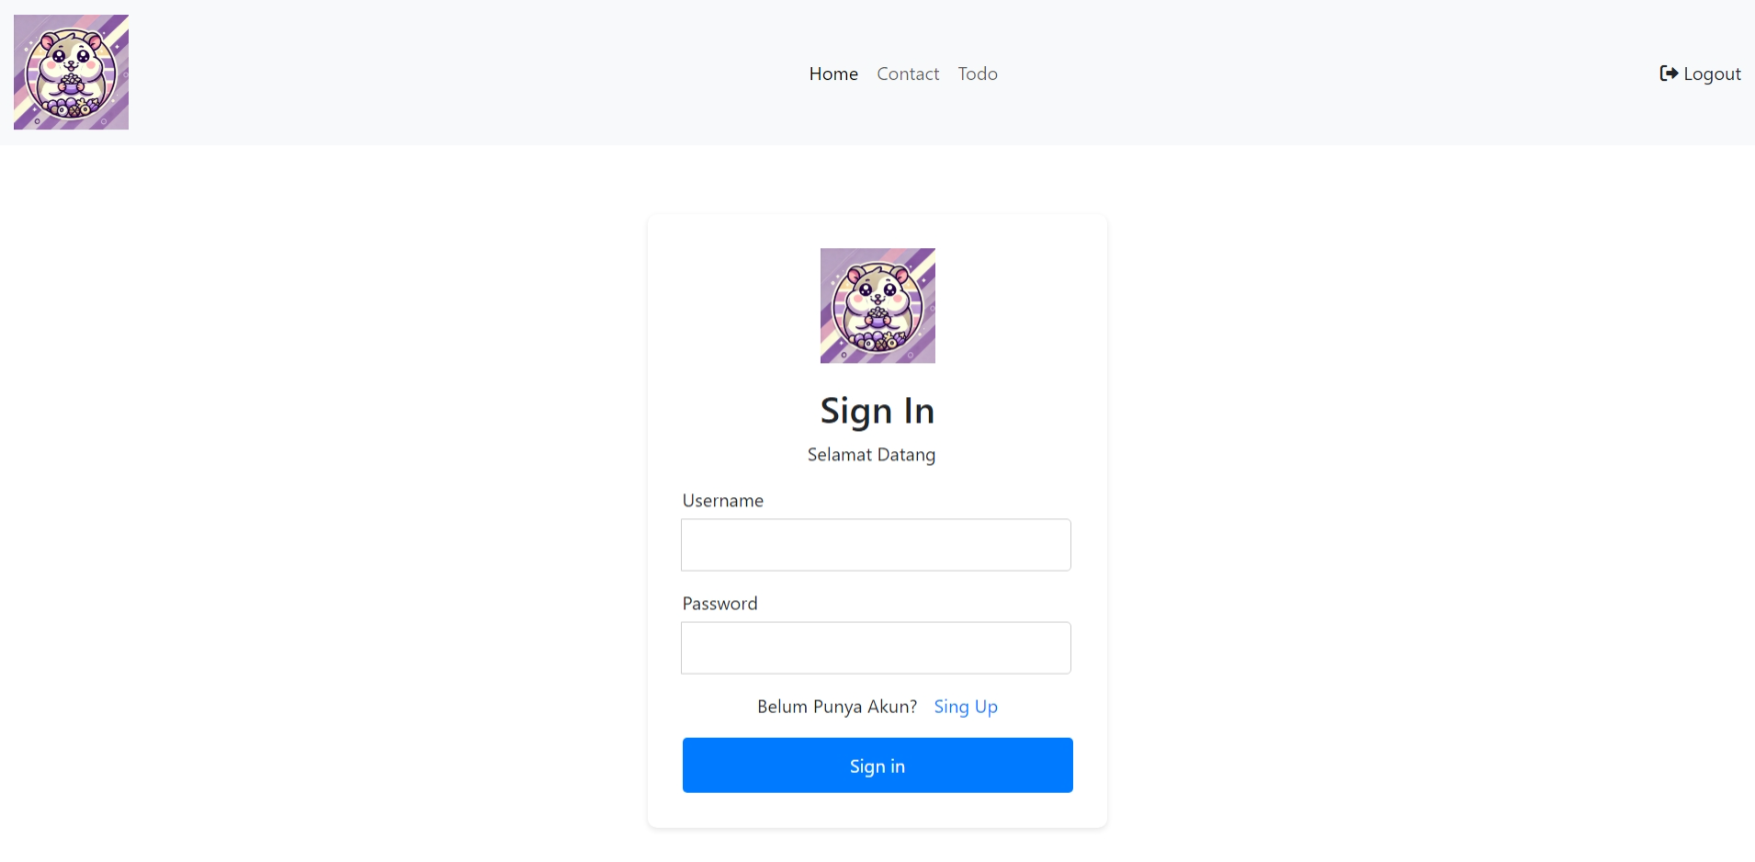 Home Contact Todo Logout
Sign In
Selamat Datang
Username
Password
Belum Punya Akun? Sing Up
Sign in